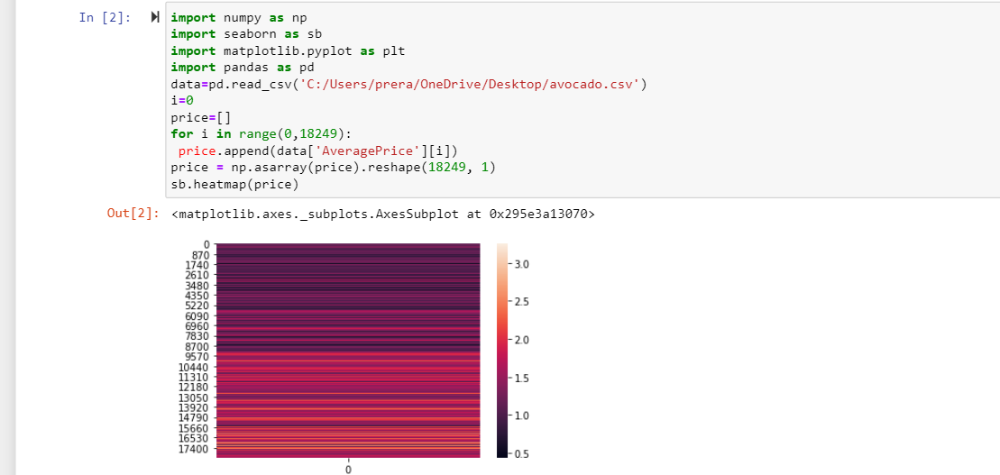 In [2]:
import numpy as np
import seaborn as sb
import matplotlib.pyplot as plt
import pandas as pd
data=pd.read_csv('C:/Users/prera/OneDrive/Desktop/avocado.csv')
i=0
price=[]
for i in range(0,18249):
 price.append(data['AveragePrice'][i])
price = np.asarray(price).reshape(18249, 1)
sb.heatmap(price)
Out[2]: <matplotlib.axes._subplots.AxesSubplot at 0x295e3a13070>
0
870
1740
2610
3480
4350
5220
6090
6960
7830
8700
9570
10440
11310
12180
13050
13920
14790
15660
16530
17400
0
3.0
2.5
2.0
1.5
1.0
0.5